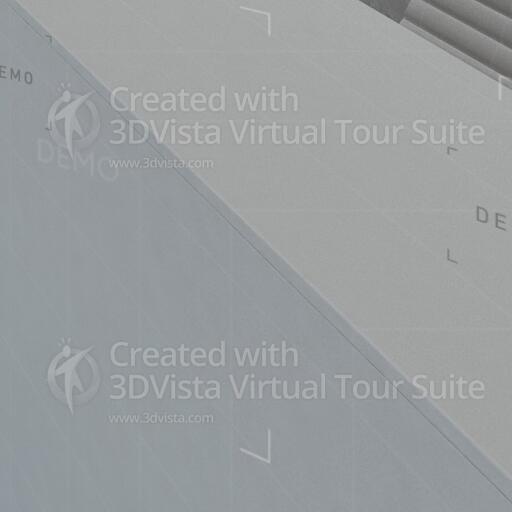 EMO
Created with
3DVista Virtual Tour Suite
DEMO
www.3dvista.com
DE
Created with
3DVista Virtual Tour Suite
www.3dvista.com